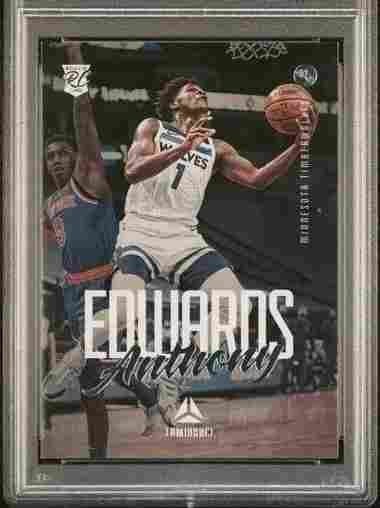 RC
WOLVES
1
MINNESOTA TIMBERWOLVES
EDWARDS
Anthony
LUMINANCE